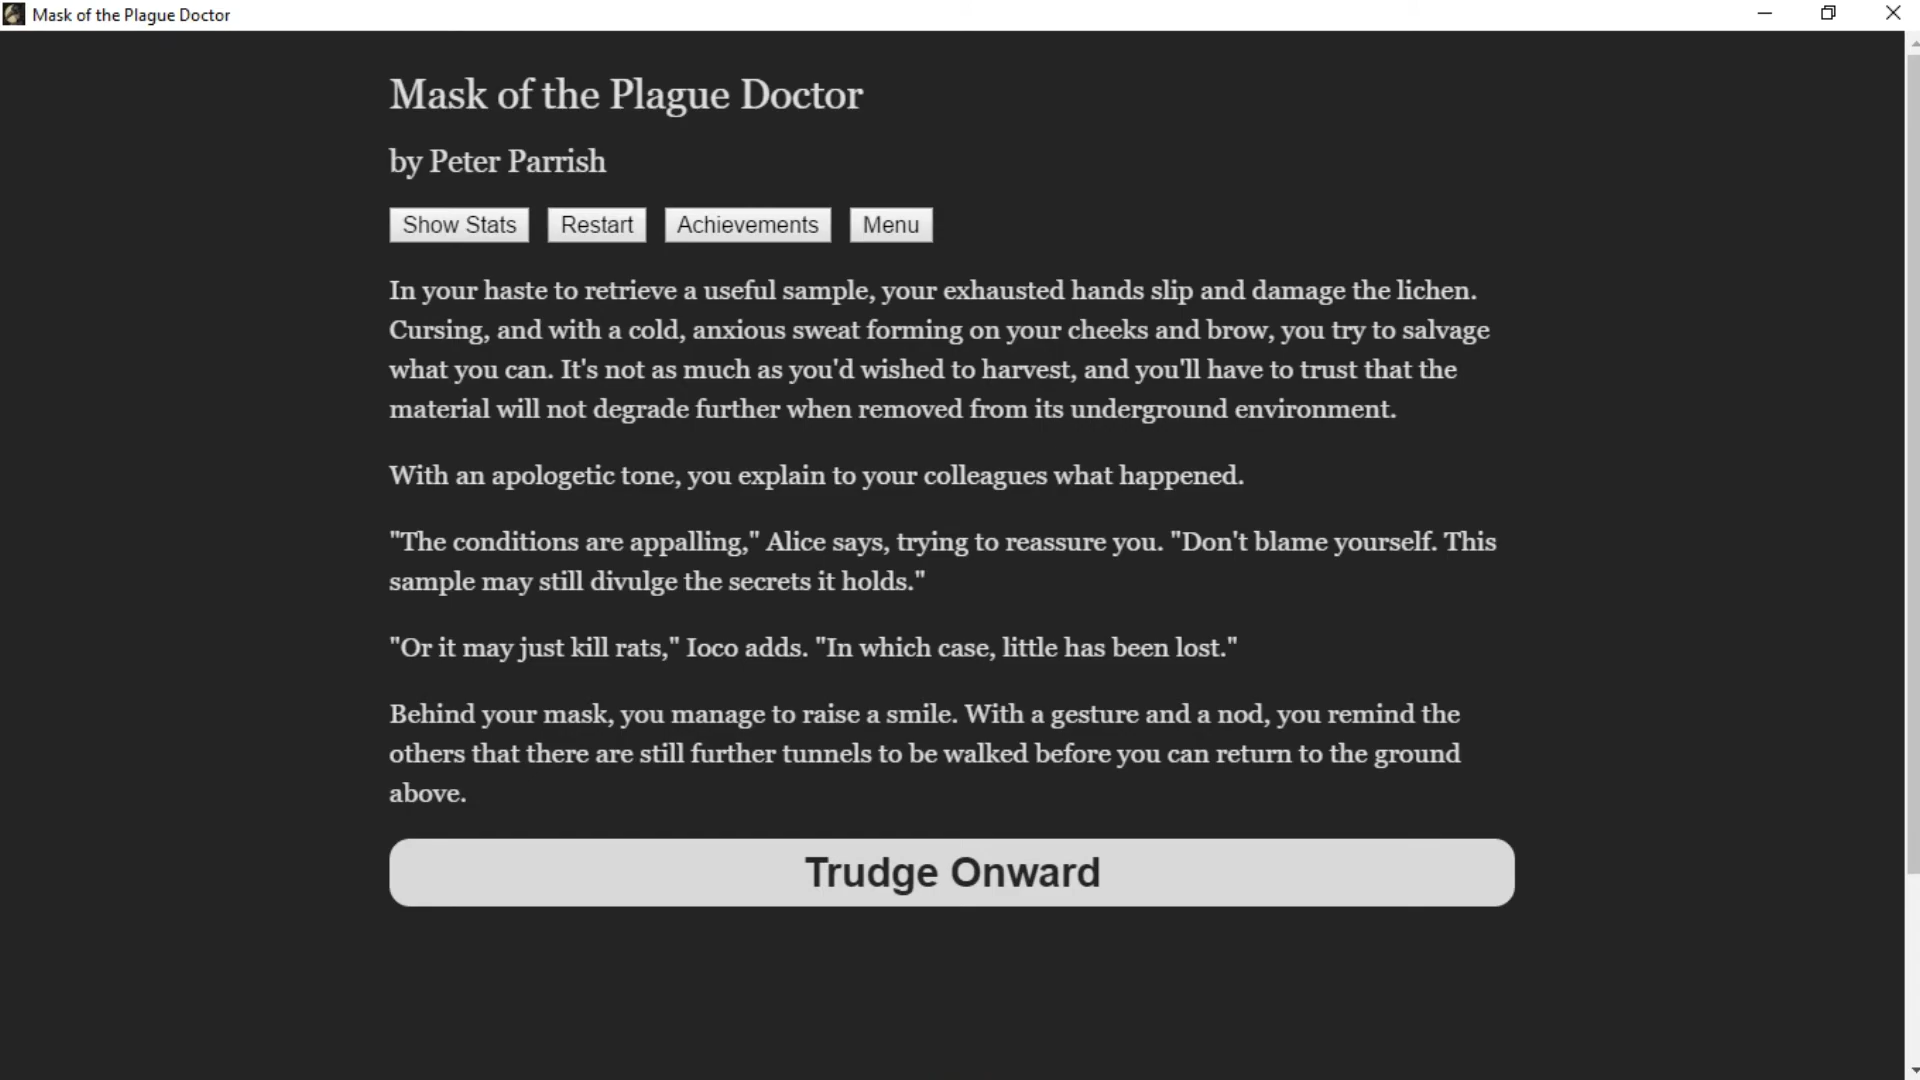 Mask of the Plague Doctor
Mask of the Plague Doctor
by Peter Parrish
Show Stats Restart Achievements Menu
In your haste to retrieve a useful sample, your exhausted hands slip and damage the lichen.
Cursing, and with a cold, anxious sweat forming on your cheeks and brow, you try to salvage
what you can. It's not as much as you'd wished to harvest, and you'll have to trust that the
material will not degrade further when removed from its underground environment.
With an apologetic tone, you explain to your colleagues what happened.
"The conditions are appalling," Alice says, trying to reassure you. "Don't blame yourself. This
sample may still divulge the secrets it holds."
"Or it may just kill rats," Ioco adds. "In which case, little has been lost."
Behind your mask, you manage to raise a smile. With a gesture and a nod, you remind the
others that there are still further tunnels to be walked before you can return to the ground
above.
Trudge Onward